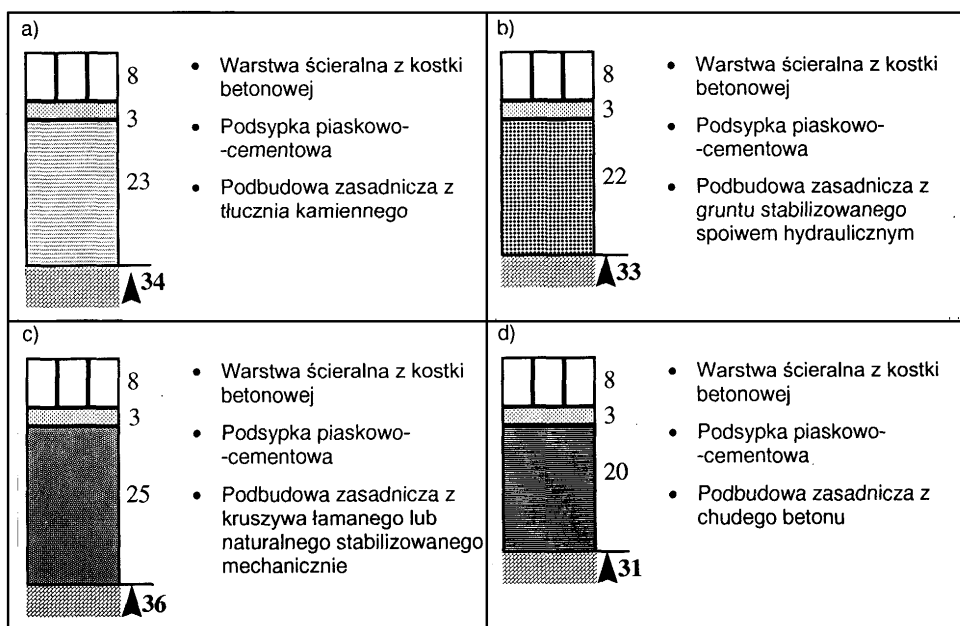 a)
8
3
23
34
• Warstwa ścieralna z kostki
betonowej
• Podsypka piaskowo-
-cementowa
• Podbudowa zasadnicza z
tłucznia kamiennego
b)
8
3
22
33
• Warstwa ścieralna z kostki
betonowej
• Podsypka piaskowo-
-cementowa
• Podbudowa zasadnicza z
gruntu stabilizowanego
spoiwem hydraulicznym
c)
8
3
25
36
• Warstwa ścieralna z kostki
betonowej
• Podsypka piaskowo-
-cementowa
• Podbudowa zasadnicza z
kruszywa łamanego lub
naturalnego stabilizowanego
mechanicznie
d)
8
3
20
31
• Warstwa ścieralna z kostki
betonowej
• Podsypka piaskowo-
-cementowa
• Podbudowa zasadnicza z
chudego betonu